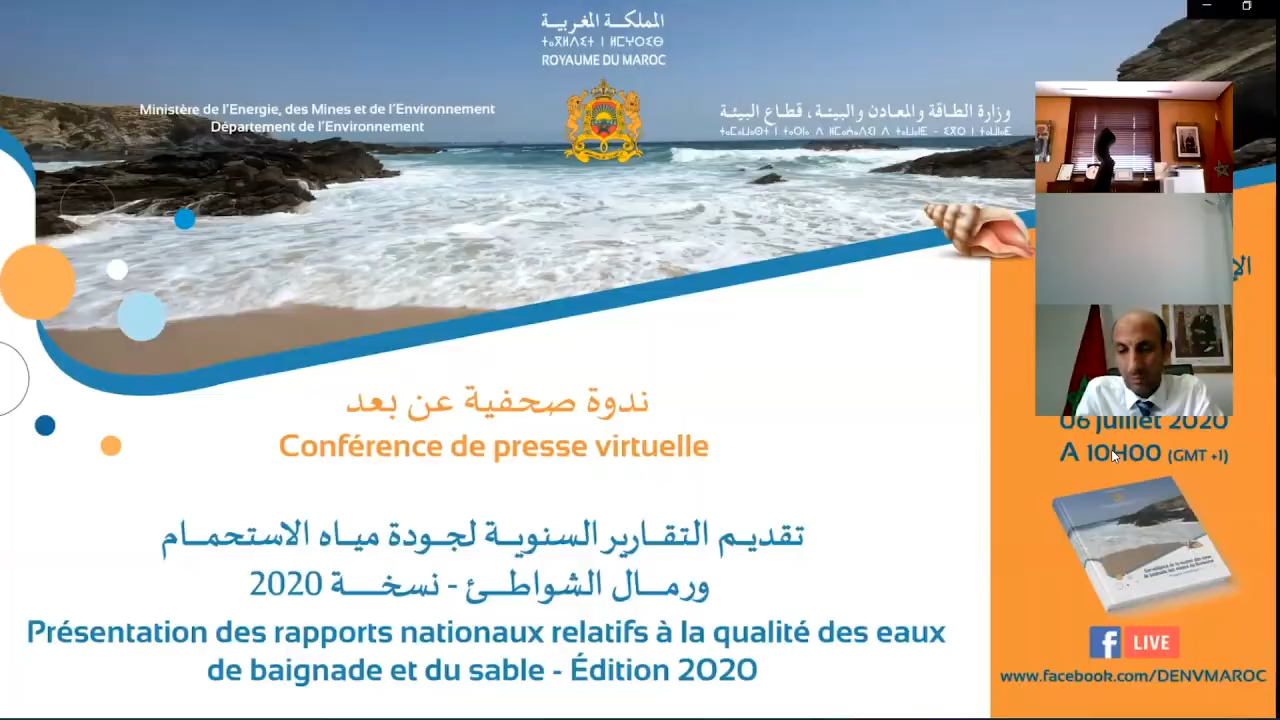 المملكة المغربية
ⵜⴰⴳⵍⴷⵉⵜ ⵏ ⵍⵎⵖⵔⵉⴱ
ROYAUME DU MAROC
Ministère de l'Energie, des Mines et de l'Environnement
Département de l'Environnement
وزارة الطاقة والمعادن والبيئة، قطاع البيئة
ندوة صحفية عن بعد
Conférence de presse virtuelle
تقديم التقارير السنوية لجودة مياه الاستحمام
ورمال الشواطئ - نسخة 2020
Présentation des rapports nationaux relatifs à la qualité des eaux
de baignade et du sable - Édition 2020
06 juillet 2020
A 10H00 (GMT +1)
f LIVE
www.facebook.com/DENVMAROC